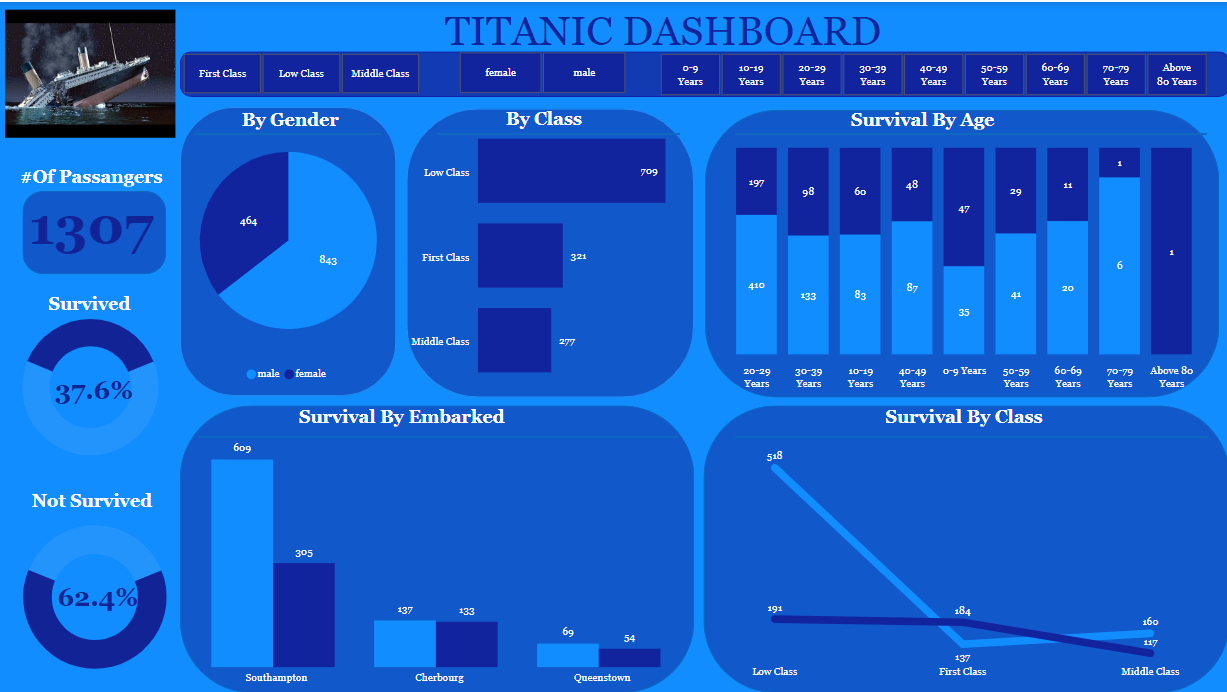 TITANIC DASHBOARD
First Class
Low Class
Middle Class
female
male
0-9
Years
10-19
Years
20-29
Years
30-39
Years
40-49
Years
50-59
Years
60-69
Years
70-79
Years
Above
80 Years
#Of Passangers
1307
Survived
37.6%
Not Survived
62.4%
By Gender
464
843
male
female
By Class
Low Class
709
First Class
321
Middle Class
277
Survival By Age
197
98
60
48
47
29
11
1
1
410
133
83
87
35
41
20
6
20-29
Years
30-39
Years
10-19
Years
40-49
Years
0-9 Years
50-59
Years
60-69
Years
70-79
Years
Above 80
Years
Survival By Embarked
609
305
137
133
69
54
Southampton
Cherbourg
Queenstown
Survival By Class
518
191
184
137
160
117
Low Class
First Class
Middle Class